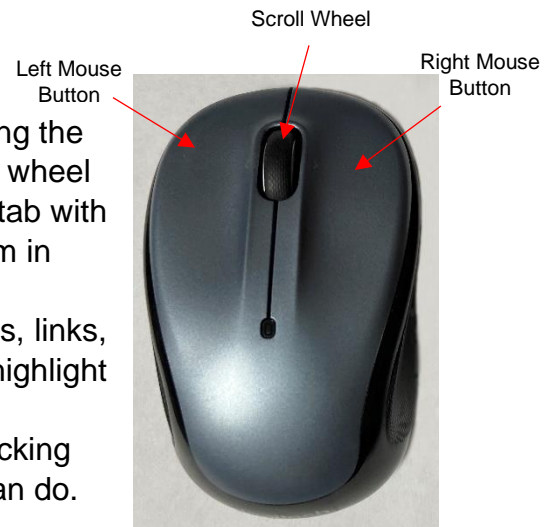 Scroll Wheel
Left Mouse
Button
Right Mouse
Button
ng the
wheel
tab with
in
s, links,
highlight
cking
an do.